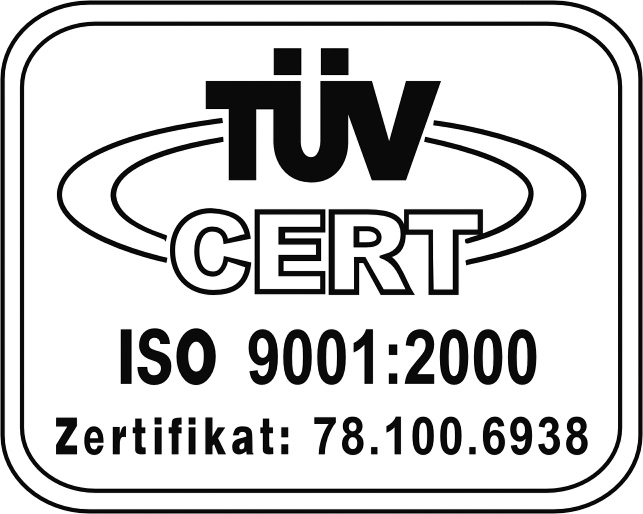 TÜV
CERT
ISO 9001:2000
Zertifikat: 78.100.6938